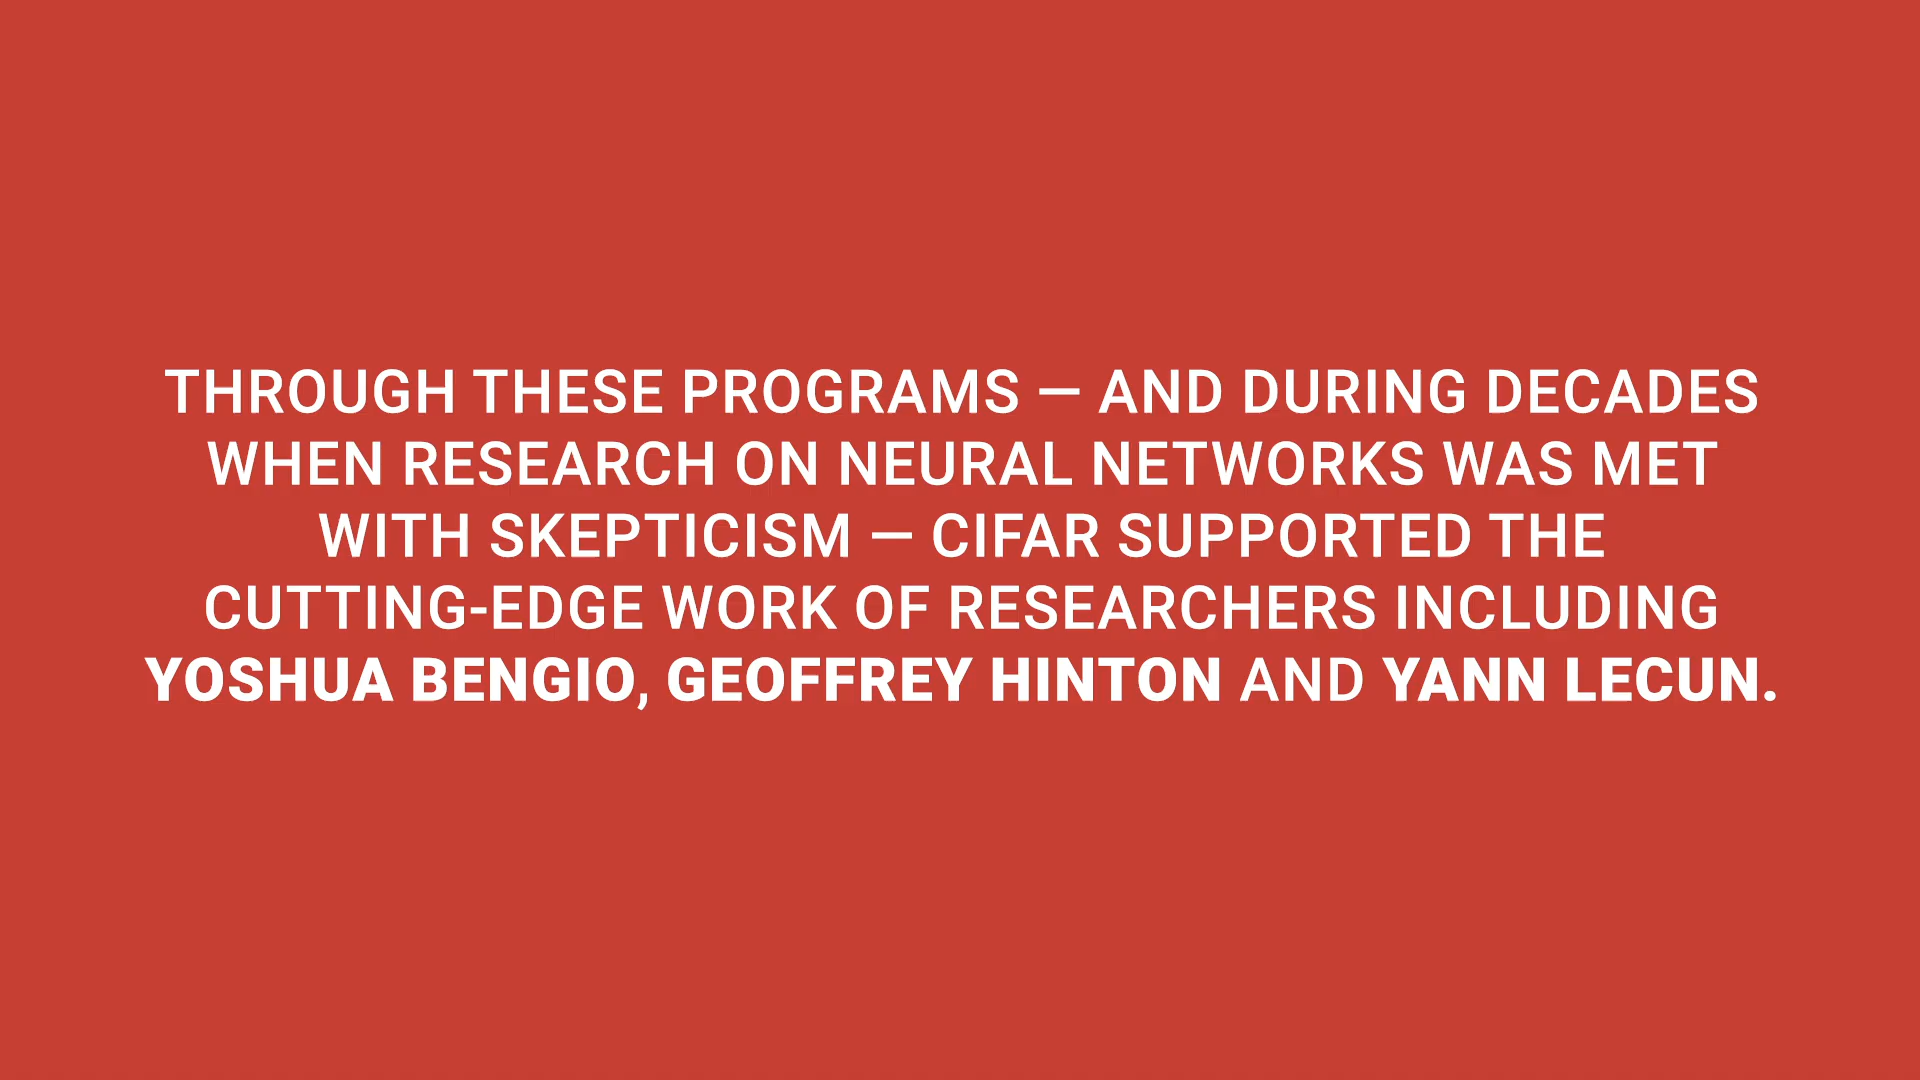 THROUGH THESE PROGRAMS — AND DURING DECADES
WHEN RESEARCH ON NEURAL NETWORKS WAS MET
WITH SKEPTICISM — CIFAR SUPPORTED THE
CUTTING-EDGE WORK OF RESEARCHERS INCLUDING
YOSHUA BENGIO, GEOFFREY HINTON AND YANN LECUN.